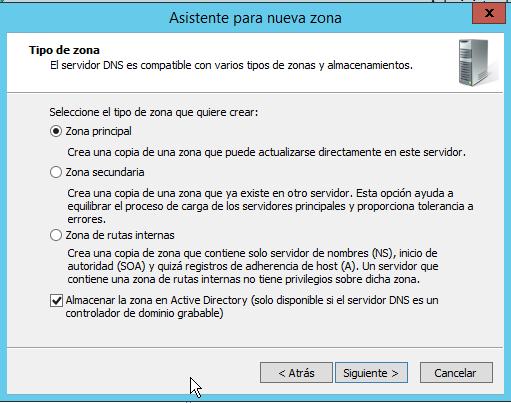 Asistente para nueva zona
x
Tipo de zona
El servidor DNS es compatible con varios tipos de zonas y almacenamientos.
Seleccione el tipo de zona que quiere crear:
Zona principal
Crea una copia de una zona que puede actualizarse directamente en este servidor.
Zona secundaria
Crea una copia de una zona que ya existe en otro servidor. Esta opción ayuda a
equilibrar el proceso de carga de los servidores principales y proporciona tolerancia a
errores.
Zona de rutas internas
Crea una copia de zona que contiene solo servidor de nombres (NS), inicio de
autoridad (SOA) y quizá registros de adherencia de host (A). Un servidor que
contiene una zona de rutas internas no tiene privilegios sobre dicha zona.
Almacenar la zona en Active Directory (solo disponible si el servidor DNS es un
controlador de dominio grabable)
< Atrás
Siguiente >
Cancelar